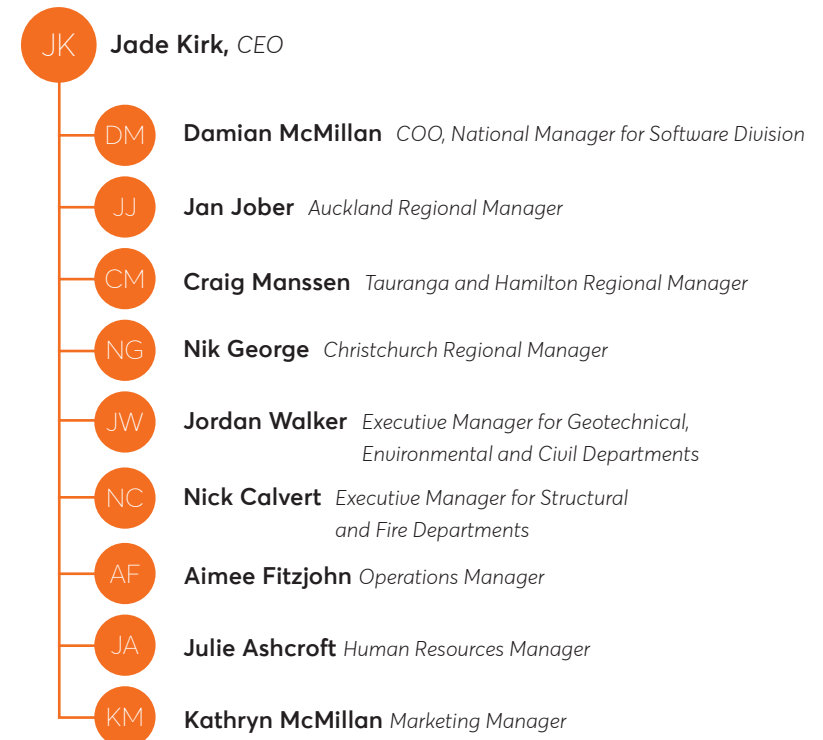 JK Jade Kirk, CEO
DM Damian McMillan COO, National Manager for Software Division
JJ Jan Jober Auckland Regional Manager
CM Craig Manssen Tauranga and Hamilton Regional Manager
NG Nik George Christchurch Regional Manager
JW Jordan Walker Executive Manager for Geotechnical,
Environmental and Civil Departments
NC Nick Calvert Executive Manager for Structural
and Fire Departments
AF Aimee Fitzjohn Operations Manager
JA Julie Ashcroft Human Resources Manager
KM Kathryn McMillan Marketing Manager